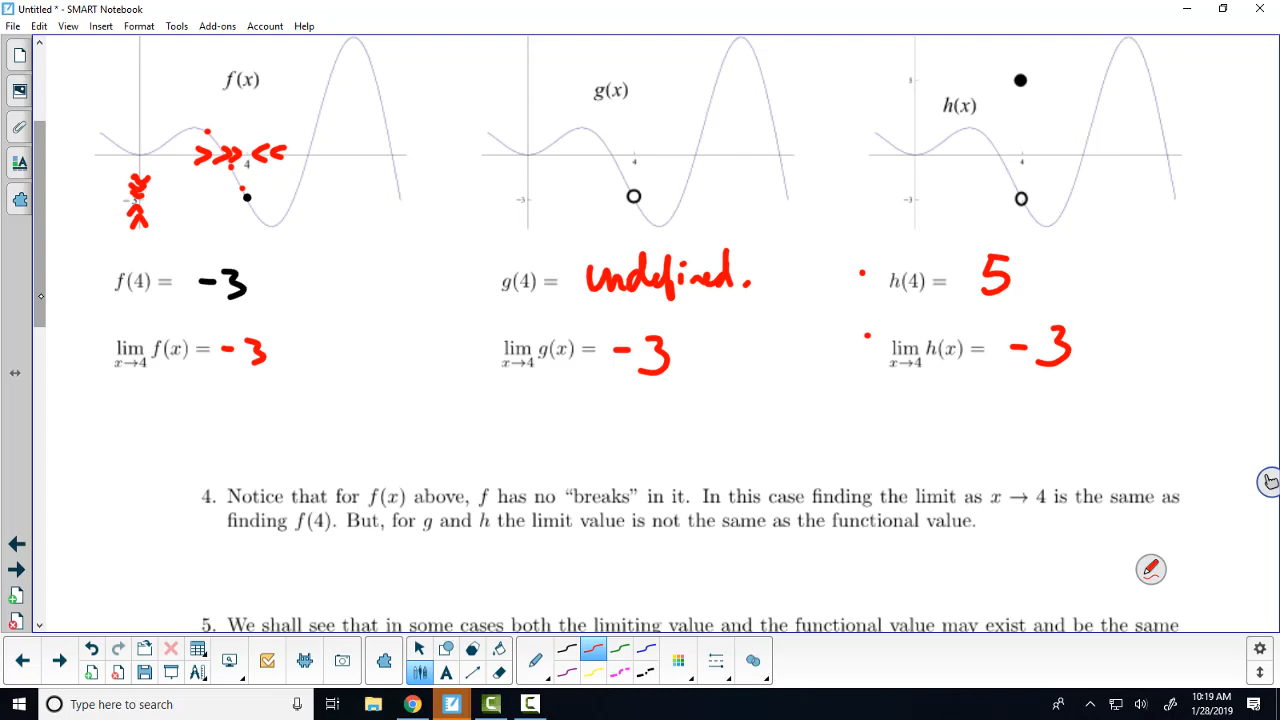 Untitled * - SMART Notebook
File Edit View Insert Format Tools Add-ons Account Help
f(x)
g(x)
h(x)
5
4
4
4
-3
-3
-3
f(4) = -3
g(4) = undefined.
h(4) = 5
lim x→4 f(x) = -3
lim x→4 g(x) = -3
lim x→4 h(x) = -3
4. Notice that for f(x) above, f has no “breaks” in it. In this case finding the limit as x → 4 is the same as
finding f(4). But, for g and h the limit value is not the same as the functional value.
5. We shall see that in some cases both the limiting value and the functional value may exist and be the same
Type here to search
10:19 AM
1/28/2019